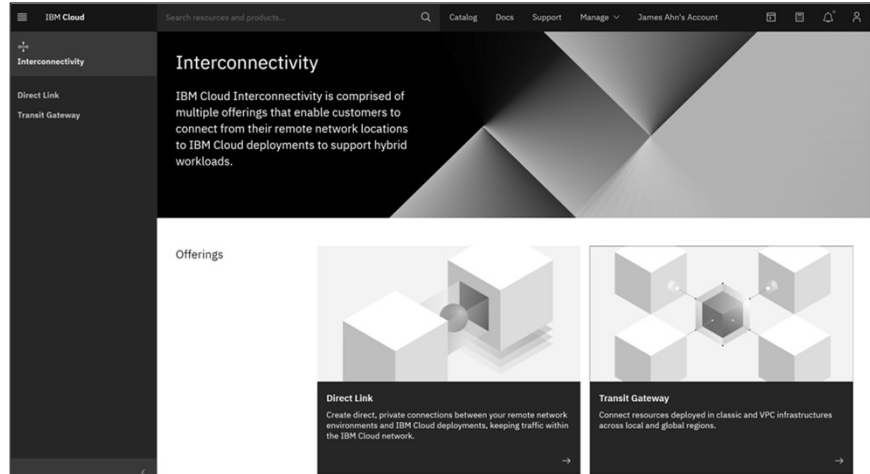 IBM Cloud
Search resources and products...
Catalog
Docs
Support
Manage
James Ahn's Account
Interconnectivity
Direct Link
Transit Gateway
Interconnectivity
IBM Cloud Interconnectivity is comprised of
multiple offerings that enable customers to
connect from their remote network locations
to IBM Cloud deployments to support hybrid
workloads.
Offerings
Direct Link
Create direct, private connections between your remote network
environments and IBM Cloud deployments, keeping traffic within
the IBM Cloud network.
Transit Gateway
Connect resources deployed in classic and VPC infrastructures
across local and global regions.